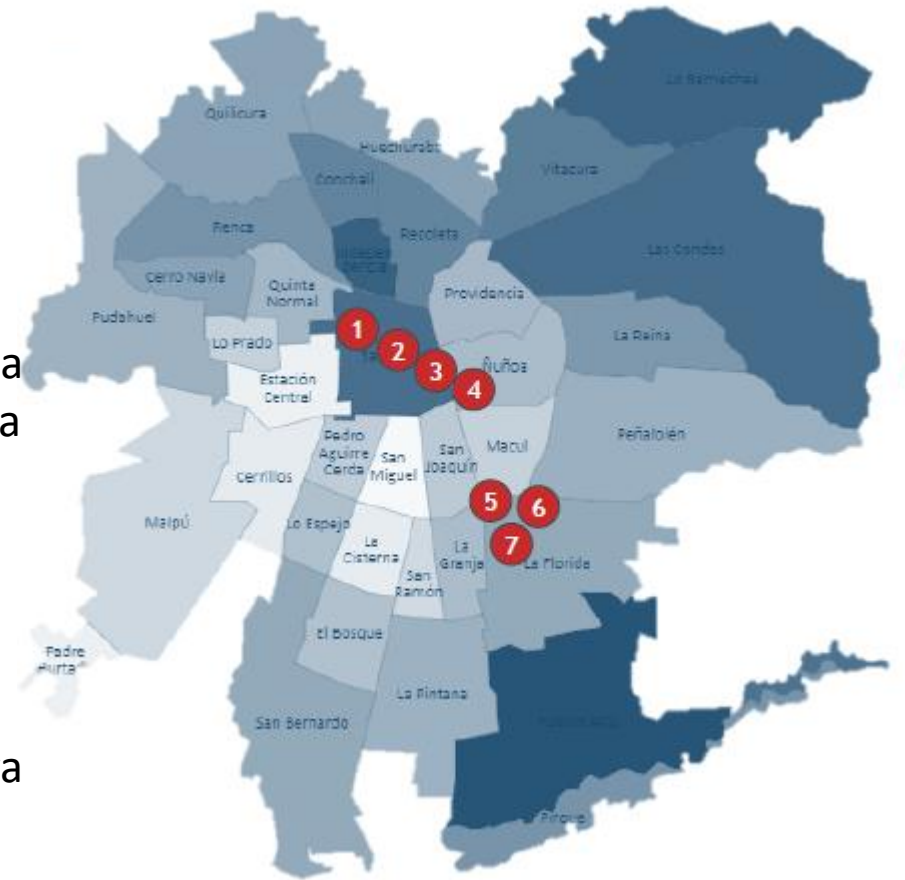 Lo Barnechea
Quilicura
Huechuraba
Vitacura
Conchalí
Renca
Recoleta
Las Condes
Cerro Navia
Quinta
Normal
Providencia
Pudahuel
1
La Reina
Lo Prado
2
a
3
Ñuñoa
Estación
Central
4
a
Pedro
Aguirre
Cerda
San
Miguel
San
Joaquín
Macul
Peñalolén
Cerrillos
5
6
Maipú
Lo Espejo
La
Cisterna
La
Granja
7
La Florida
San
Ramón
El Bosque
Padre
Hurtado
La Pintana
San Bernardo
a
Pirque